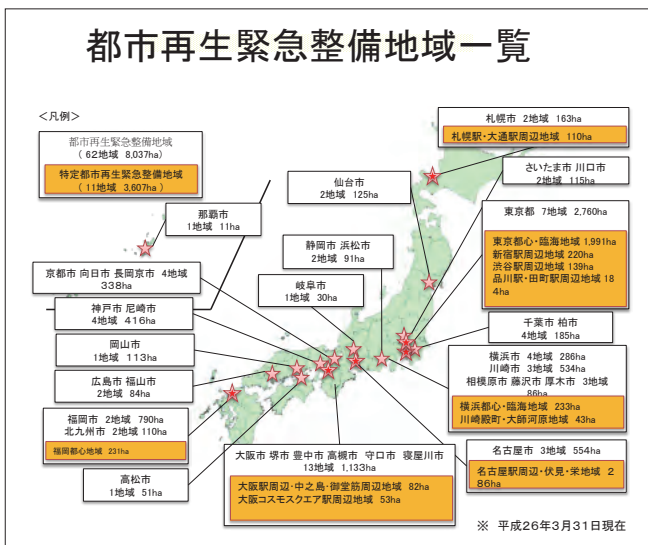 都市再生緊急整備地域一覧
<凡例>
都市再生緊急整備地域
( 62地域 8,037ha)
特定都市再生緊急整備地域
( 11地域 3,607ha)
札幌市 2地域 163ha
札幌駅・大通駅周辺地域 110ha
さいたま市 川口市
2地域 115ha
仙台市
2地域 125ha
那覇市
1地域 11ha
東京都 7地域 2,760ha
東京都心・臨海地域 1,991ha
新宿駅周辺地域 220ha
渋谷駅周辺地域 139ha
品川駅・田町駅周辺地域 18
4ha
静岡市 浜松市
2地域 91ha
京都市 向日市 長岡京市 4地域
338ha
岐阜市
1地域 30ha
神戸市 尼崎市
4地域 416ha
千葉市 柏市
4地域 185ha
岡山市
1地域 113ha
横浜市 4地域 286ha
川崎市 3地域 534ha
相模原市 藤沢市 厚木市 3地域
86ha
横浜都心・臨海地域 233ha
川崎殿町・大師河原地域 43ha
広島市 福山市
2地域 84ha
福岡市 2地域 790ha
北九州市 2地域 110ha
福岡都心地域 231ha
大阪市 堺市 豊中市 高槻市 守口市 寝屋川市
13地域 1,133ha
大阪駅周辺・中之島・御堂筋周辺地域 82ha
大阪コスモスクエア駅周辺地域 53ha
名古屋市 3地域 554ha
名古屋駅周辺・伏見・栄地域 2
86ha
高松市
1地域 51ha
※ 平成26年3月31日現在